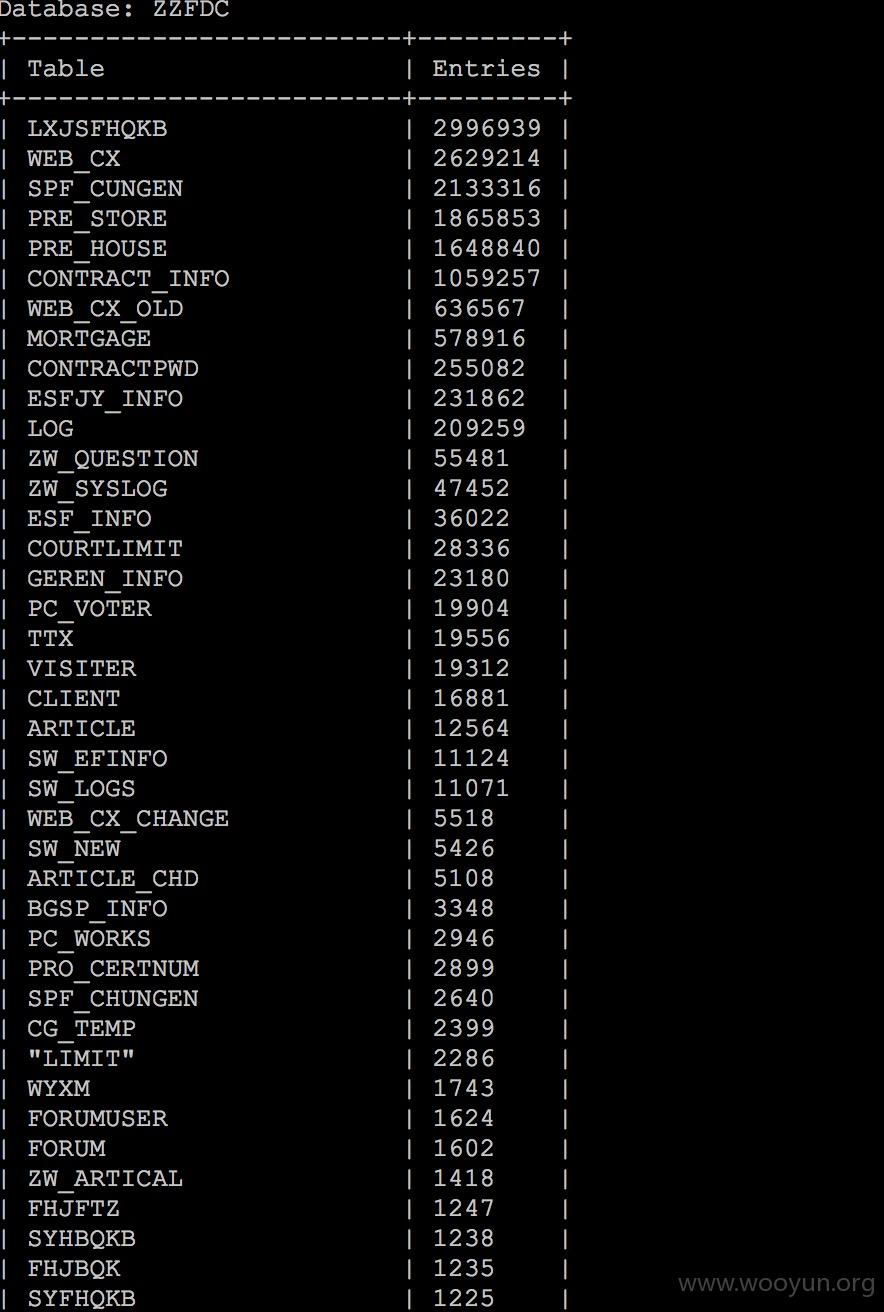 Database: ZZFDC
+------------------------+---------+
| Table                  | Entries |
+------------------------+---------+
| LXJSFHQKB              | 2996939 |
| WEB_CX                 | 2629214 |
| SPF_CUNGEN             | 2133316 |
| PRE_STORE              | 1865853 |
| PRE_HOUSE              | 1648840 |
| CONTRACT_INFO          | 1059257 |
| WEB_CX_OLD             | 636567  |
| MORTGAGE               | 578916  |
| CONTRACTPWD            | 255082  |
| ESFJY_INFO             | 231862  |
| LOG                    | 209259  |
| ZW_QUESTION            | 55481   |
| ZW_SYSLOG              | 47452   |
| ESF_INFO               | 36022   |
| COURTLIMIT             | 28336   |
| GEREN_INFO             | 23180   |
| PC_VOTER               | 19904   |
| TTX                    | 19556   |
| VISITER                | 19312   |
| CLIENT                 | 16881   |
| ARTICLE                | 12564   |
| SW_EFINFO              | 11124   |
| SW_LOGS                | 11071   |
| WEB_CX_CHANGE          | 5518    |
| SW_NEW                 | 5426    |
| ARTICLE_CHD            | 5108    |
| BGSP_INFO              | 3348    |
| PC_WORKS               | 2946    |
| PRO_CERTNUM            | 2899    |
| SPF_CHUNGEN            | 2640    |
| CG_TEMP                | 2399    |
| "LIMIT"                | 2286    |
| WYXM                   | 1743    |
| FORUMUSER              | 1624    |
| FORUM                  | 1602    |
| ZW_ARTICAL             | 1418    |
| FHJFTZ                 | 1247    |
| SYHBQKB                | 1238    |
| FHJBQK                 | 1235    |
| SYFHQKB                | 1225    |
www.wooyun.org